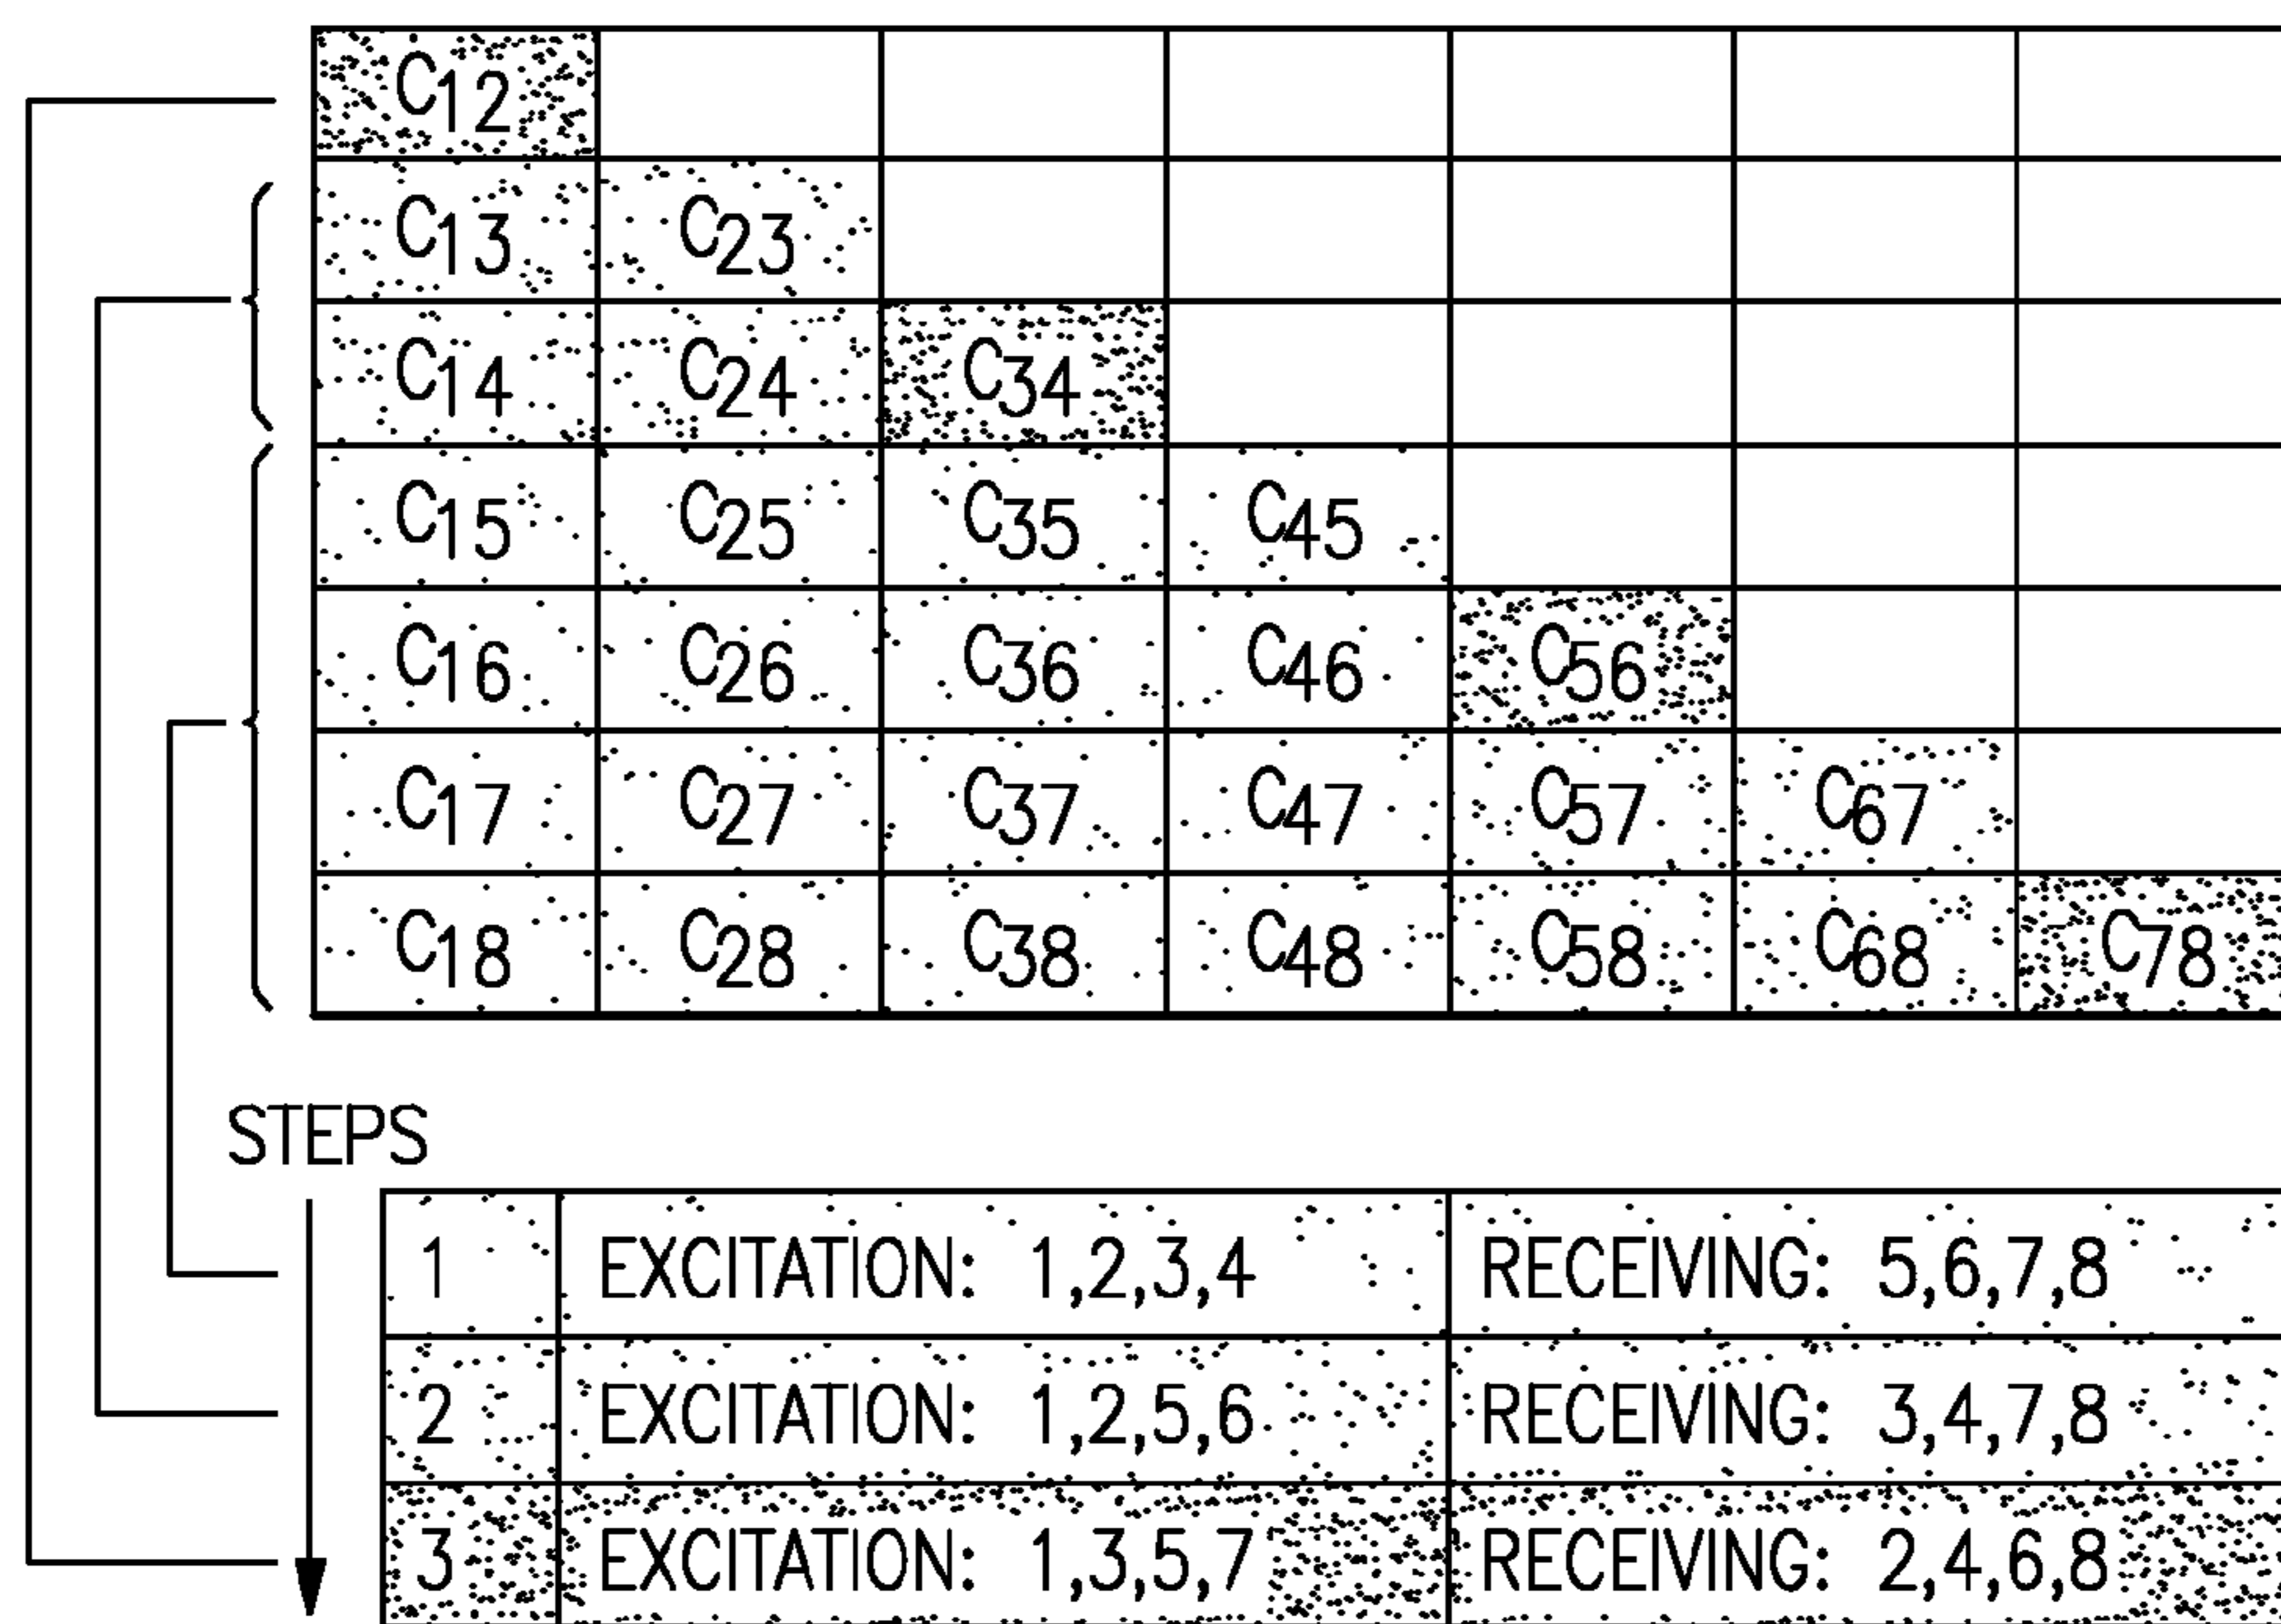 C12
C13 C23
C14 C24 C34
C15 C25 C35 C45
C16 C26 C36 C46 C56
C17 C27 C37 C47 C57 C67
C18 C28 C38 C48 C58 C68 C78
STEPS
1 EXCITATION: 1,2,3,4 RECEIVING: 5,6,7,8
2 EXCITATION: 1,2,5,6 RECEIVING: 3,4,7,8
3 EXCITATION: 1,3,5,7 RECEIVING: 2,4,6,8